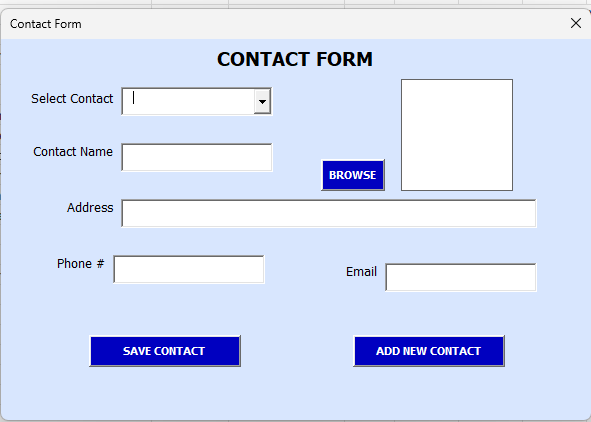 Contact Form
CONTACT FORM
Select Contact
Contact Name
BROWSE
Address
Phone #
Email
SAVE CONTACT
ADD NEW CONTACT